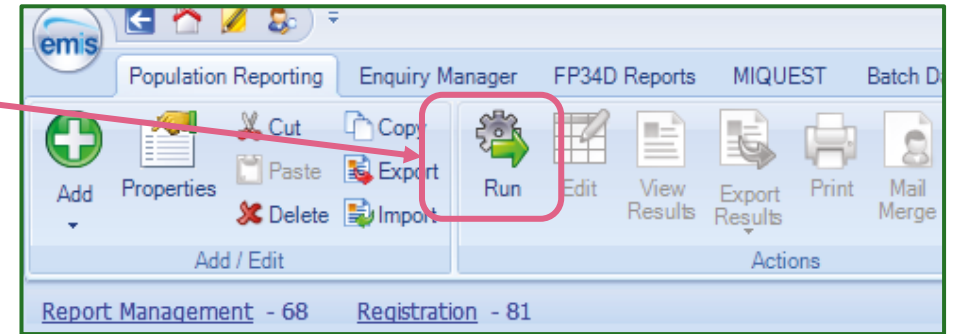 emis
Population Reporting Enquiry Manager FP34D Reports MIQUEST Batch D
Cut Copy
Paste Export
Delete Import
Add Properties Run Edit View Results Export Results Print Mail Merge
Add / Edit Actions
Report Management - 68 Registration - 81